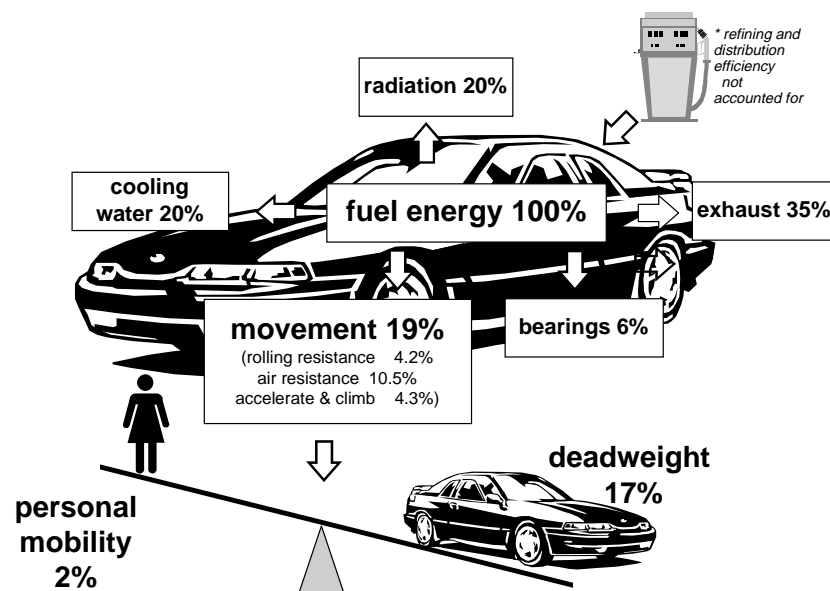 * refining and
distribution
efficiency
not
accounted for
radiation 20%
cooling
water 20%
fuel energy 100%
exhaust 35%
movement 19%
(rolling resistance 4.2%
air resistance 10.5%
accelerate & climb 4.3%)
bearings 6%
deadweight
17%
personal
mobility
2%